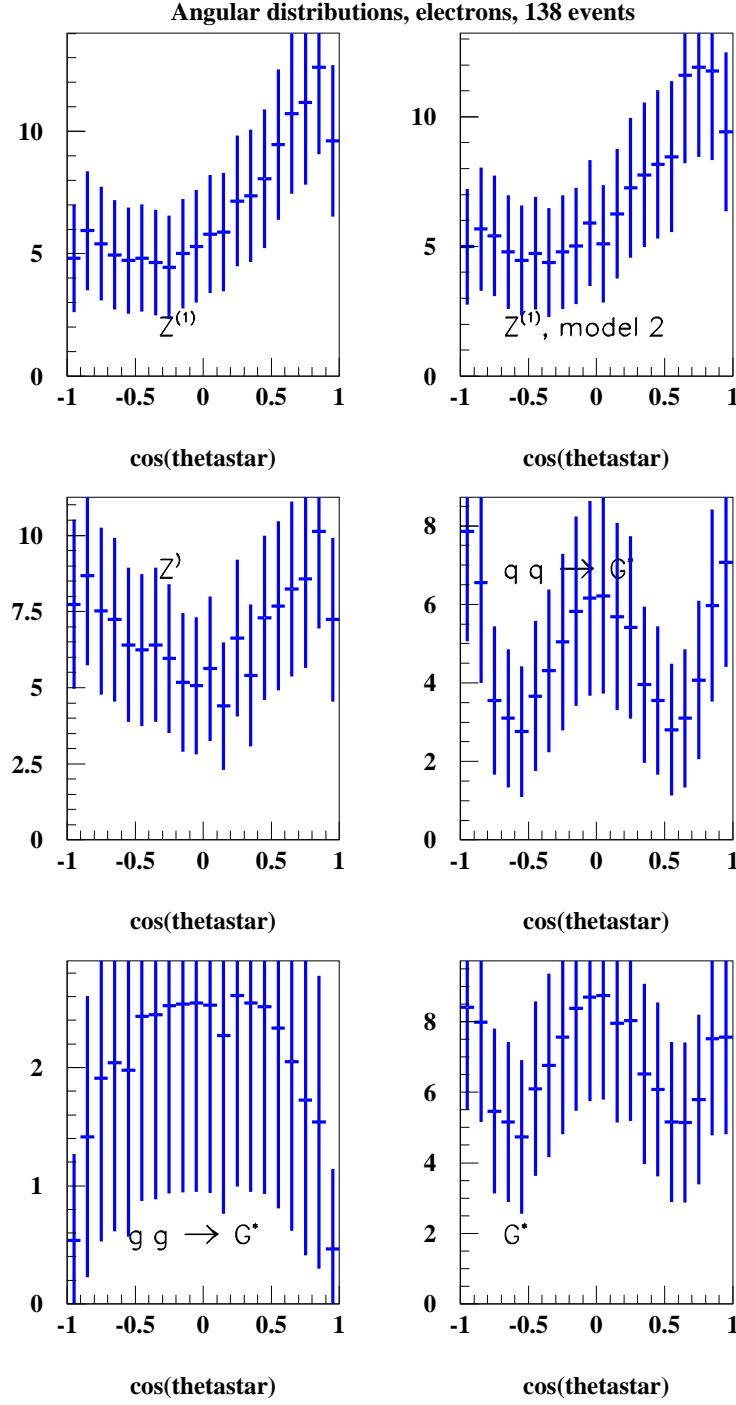 Angular distributions, electrons, 138 events
10
5
0
-1 -0.5 0 0.5 1
cos(thetastar)
Z(1)
10
5
0
-1 -0.5 0 0.5 1
cos(thetastar)
Z(1), model 2
10
7.5
5
2.5
0
-1 -0.5 0 0.5 1
cos(thetastar)
Z)
8
6
4
2
0
-1 -0.5 0 0.5 1
cos(thetastar)
q q → G*
2
1
0
-1 -0.5 0 0.5 1
cos(thetastar)
g g → G*
8
6
4
2
0
-1 -0.5 0 0.5 1
cos(thetastar)
G*